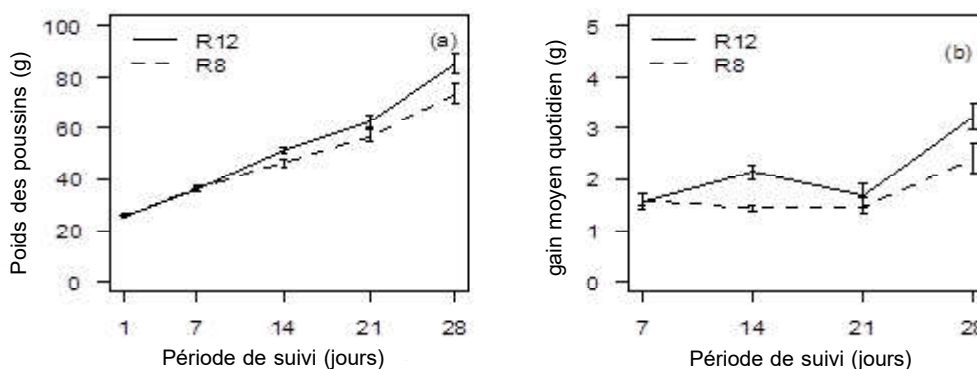 Poids des poussins (g)
100
80
60
40
20
0
R12
R8
(a)
1 7 14 21 28
Période de suivi (jours)
gain moyen quotidien (g)
5
4
3
2
1
0
R12
R8
(b)
7 14 21 28
Période de suivi (jours)